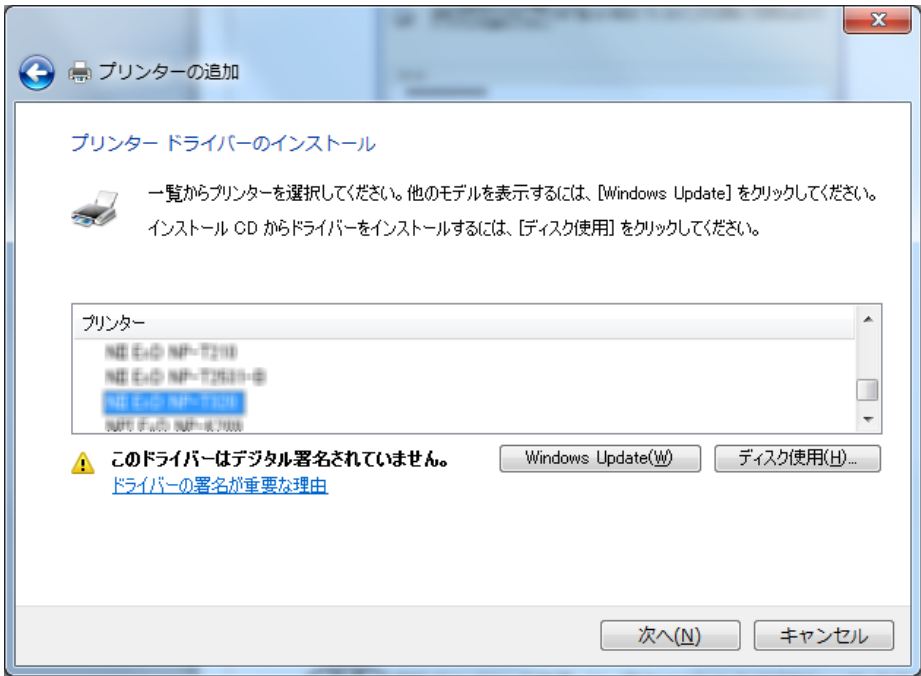 プリンターの追加
プリンター ドライバーのインストール
一覧からプリンターを選択してください。他のモデルを表示するには、[Windows Update] をクリックしてください。
インストール CD からドライバーをインストールするには、[ディスク使用] をクリックしてください。
プリンター
このドライバーはデジタル署名されていません。
Windows Update(W)
ディスク使用(H)...
ドライバーの署名が重要な理由
次へ(N)
キャンセル